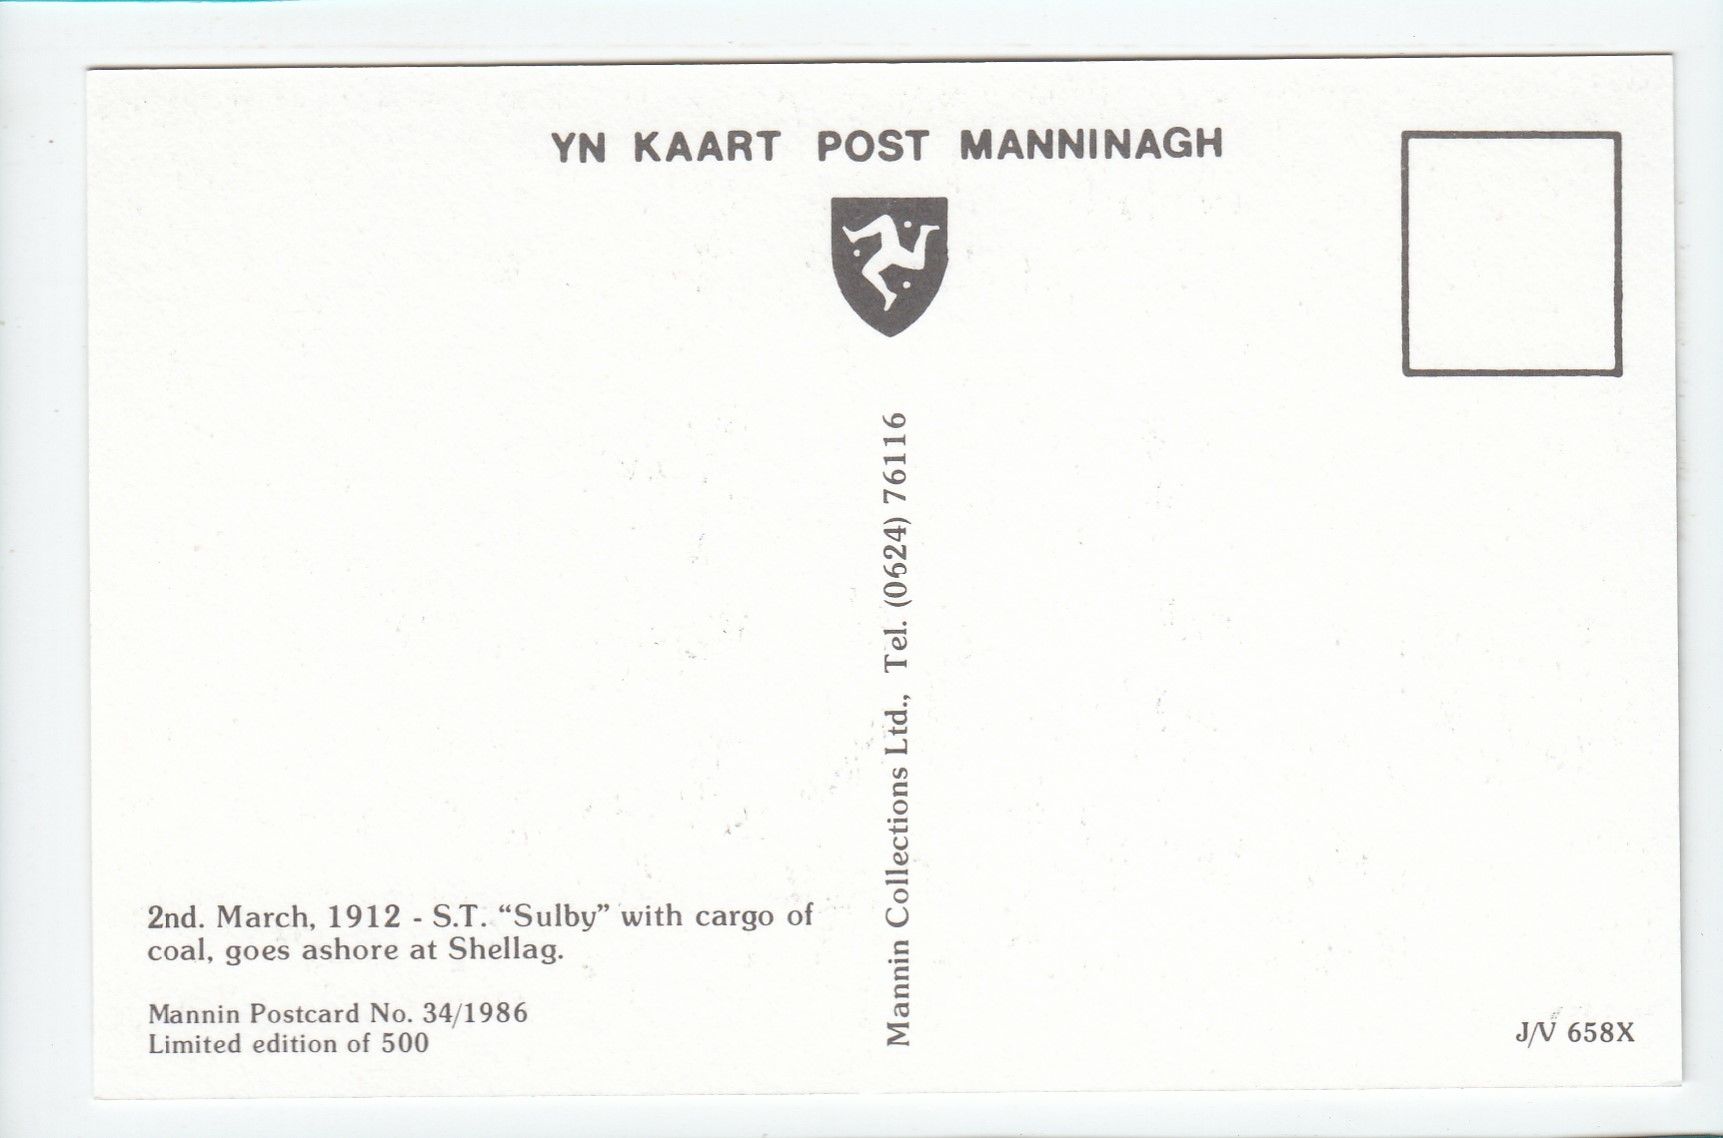 YN KAART POST MANNINAGH
Mannin Collections Ltd., Tel. (0624) 76116
2nd. March, 1912 - S.T. “Sulby” with cargo of
coal, goes ashore at Shellag.
Mannin Postcard No. 34/1986
Limited edition of 500
J/V 658X